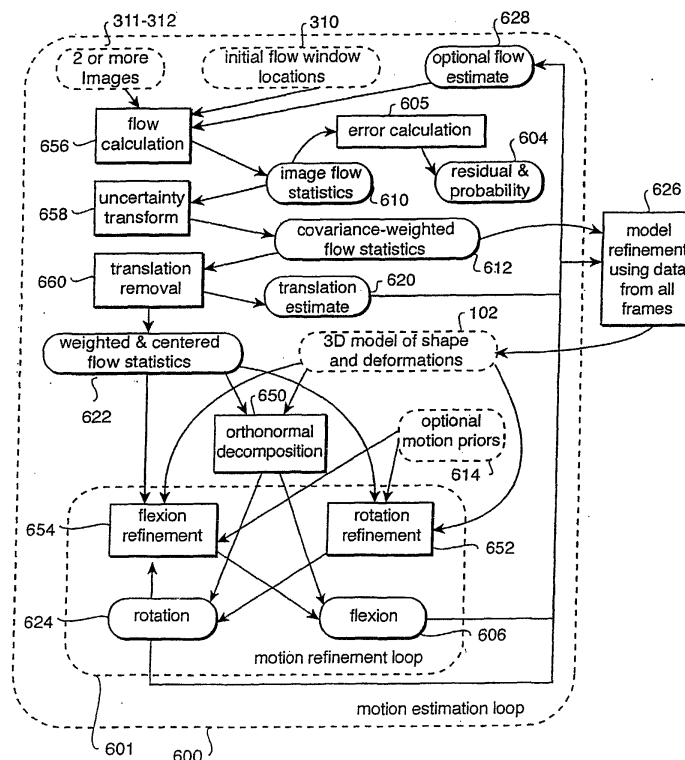 311-312
310
628
2 or more
Images
initial flow window
locations
optional flow
estimate
605
656
flow
calculation
error calculation
604
image flow
statistics
610
residual &
probability
626
658
uncertainty
transform
covariance-weighted
flow statistics
612
model
refinement
using data
from all
frames
660
translation
removal
620
translation
estimate
102
weighted & centered
flow statistics
3D model of shape
and deformations
622
650
orthonormal
decomposition
optional
motion priors
614
654
flexion
refinement
rotation
refinement
652
624
rotation
flexion
606
motion refinement loop
motion estimation loop
601
600